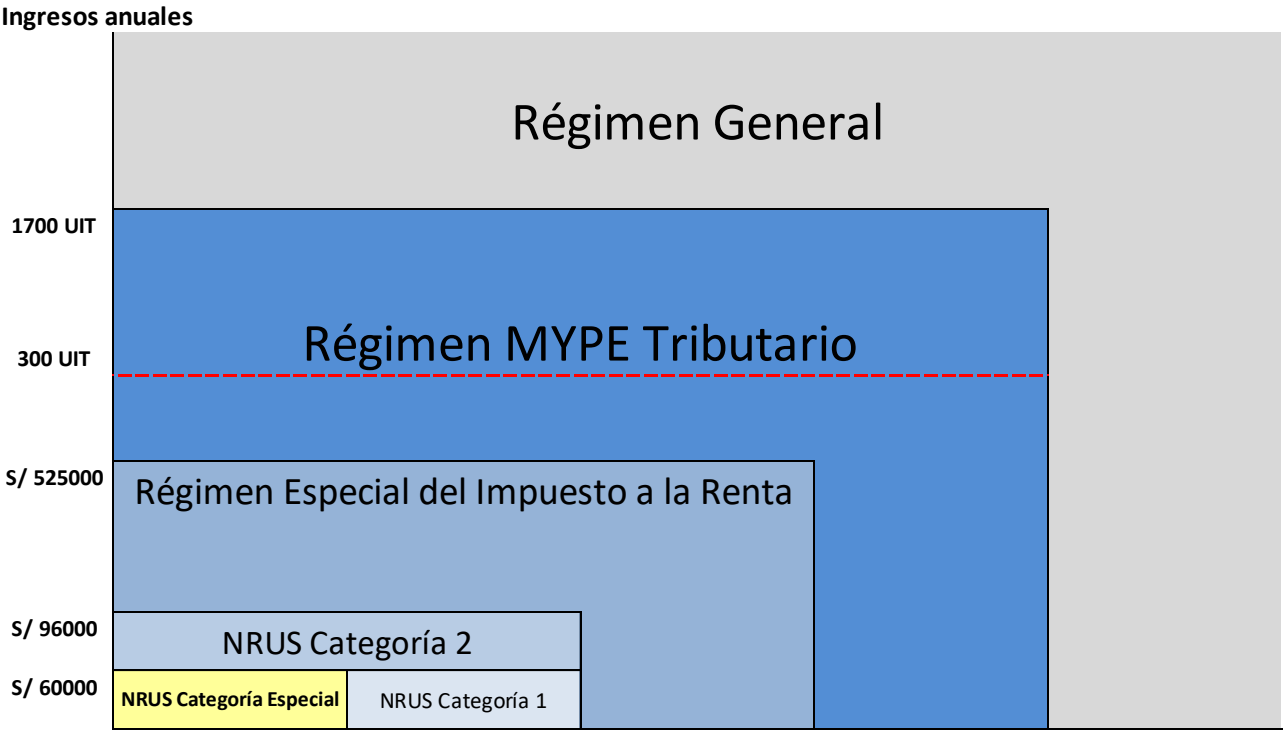 Ingresos anuales
Régimen General
1700 UIT
Régimen MYPE Tributario
300 UIT
S/ 525000
Régimen Especial del Impuesto a la Renta
S/ 96000
NRUS Categoría 2
S/ 60000
NRUS Categoría Especial
NRUS Categoría 1